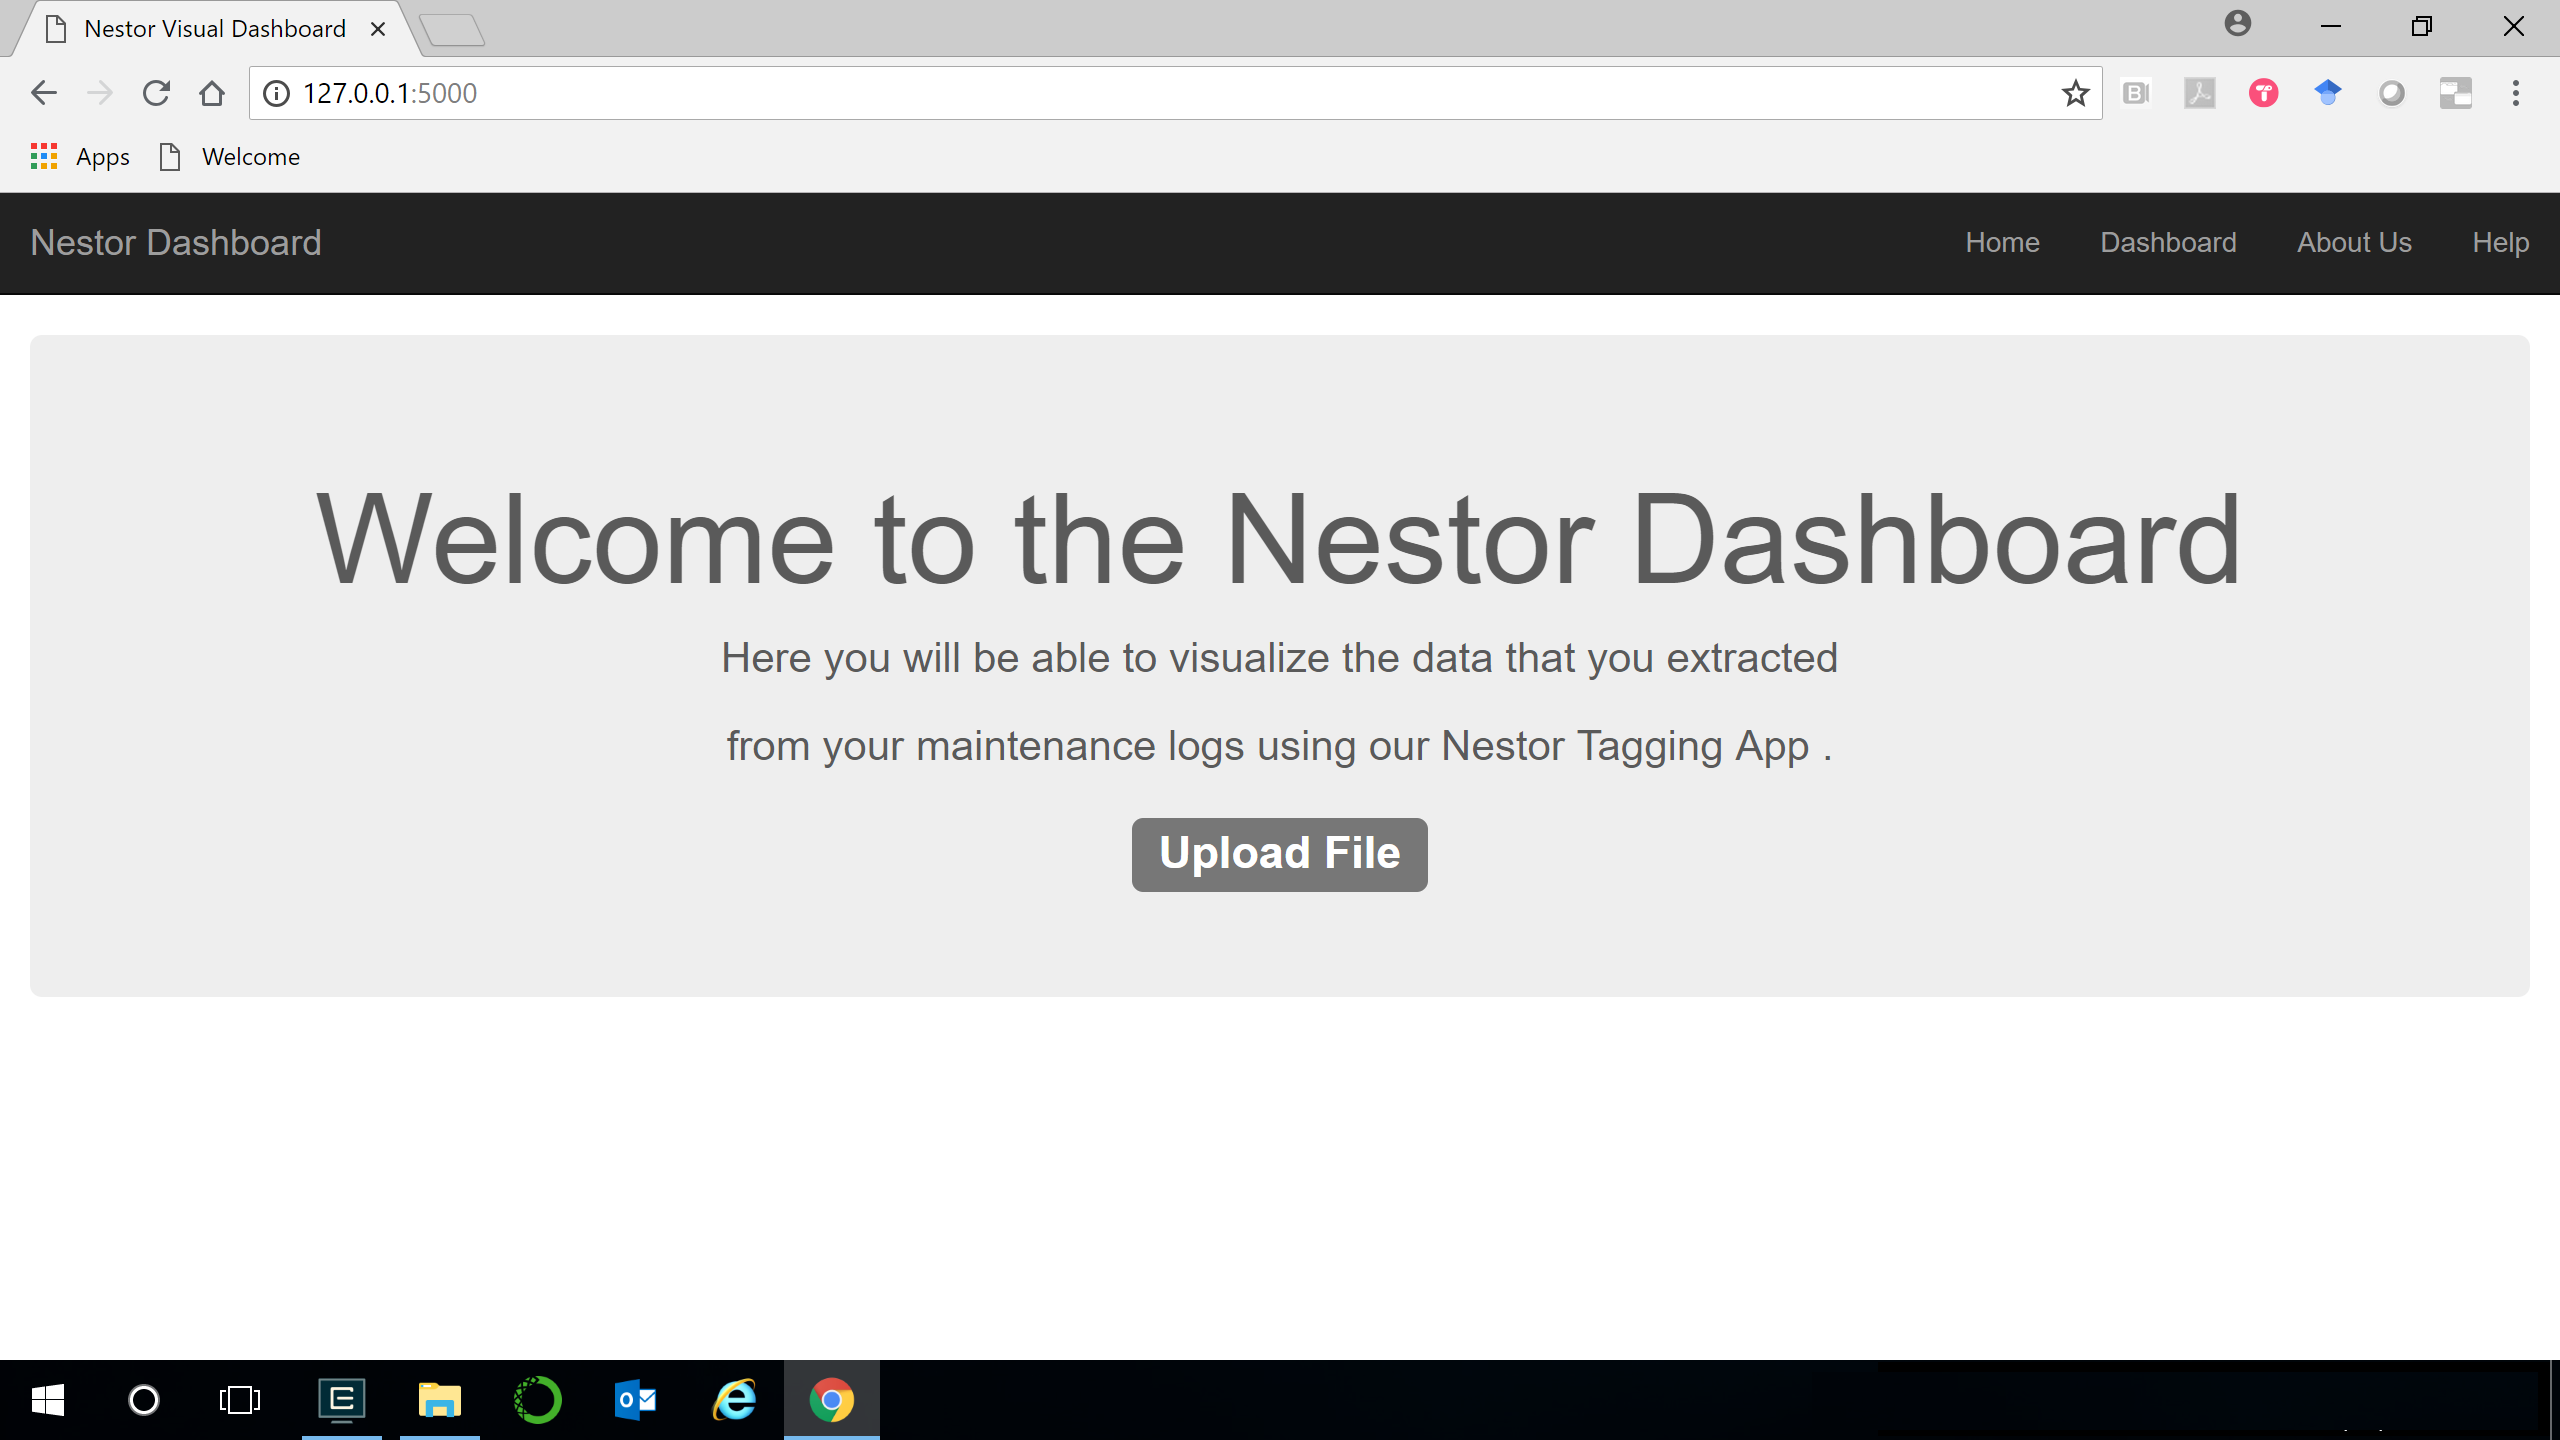 Nestor Visual Dashboard
127.0.0.1:5000
Apps Welcome
Nestor Dashboard Home Dashboard About Us Help
Welcome to the Nestor Dashboard
Here you will be able to visualize the data that you extracted
from your maintenance logs using our Nestor Tagging App .
Upload File